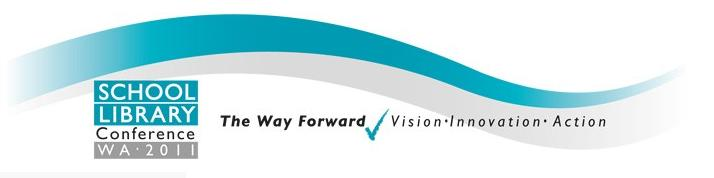 SCHOOL
LIBRARY
Conference
WA·2011
The Way Forward Vision·Innovation·Action